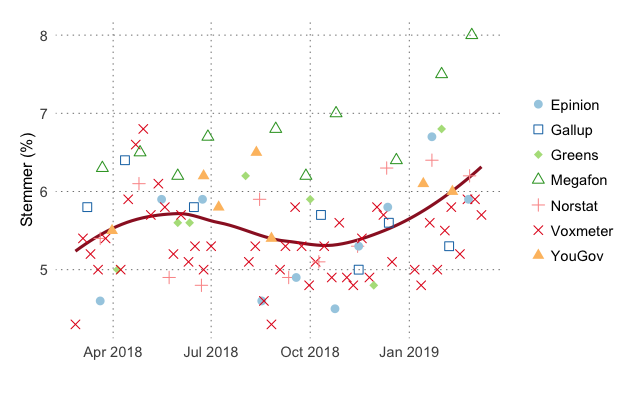 Stemmer (%)
8
7
6
5
Apr 2018
Jul 2018
Oct 2018
Jan 2019
Epinion
Gallup
Greens
Megafon
Norstat
Voxmeter
YouGov